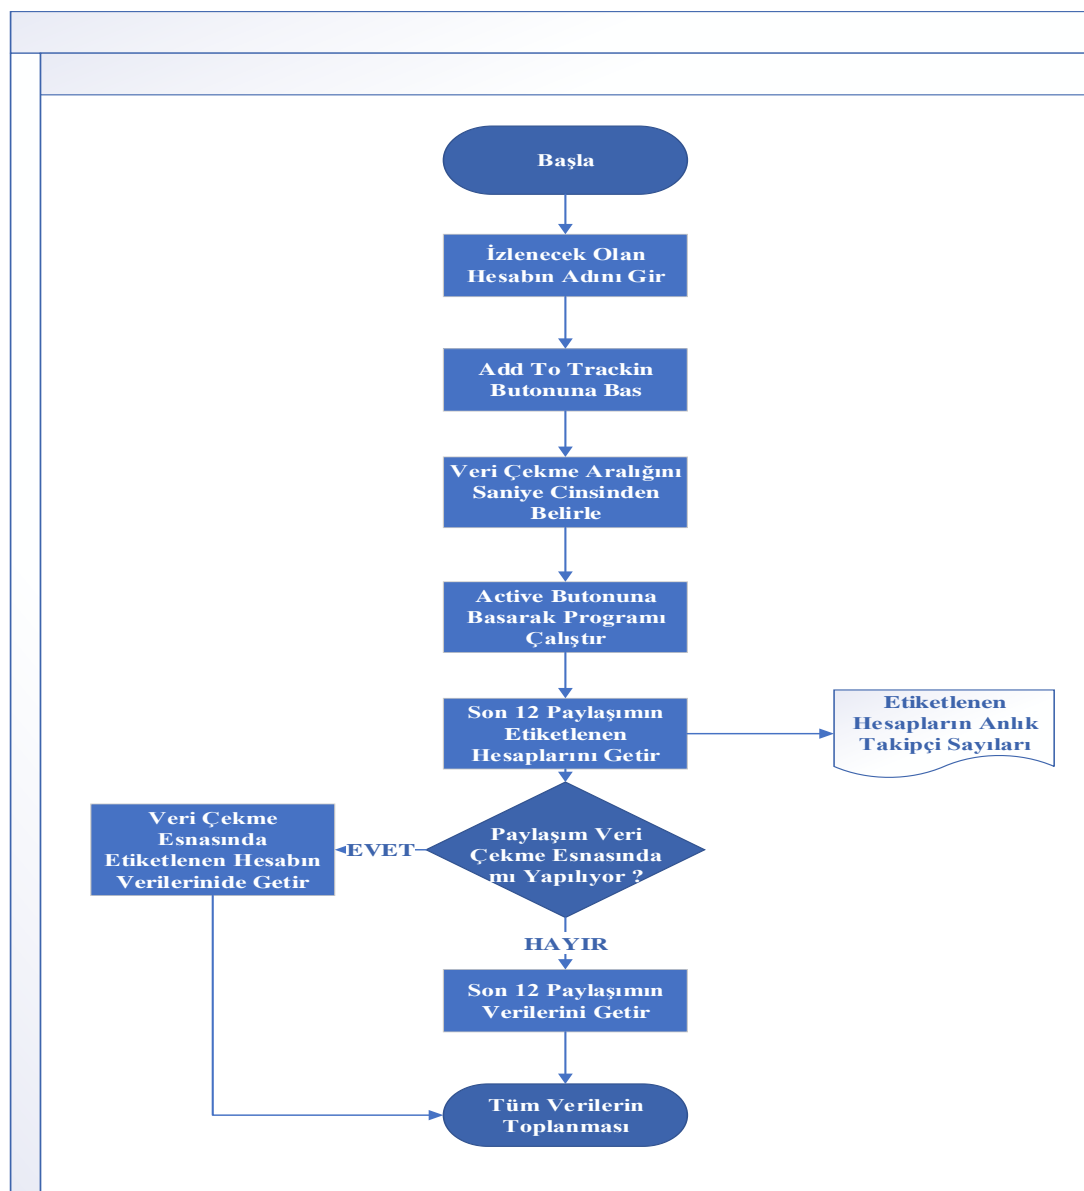 Başla
İzlenecek Olan
Hesabın Adını Gir
Add To Trackin
Butonuna Bas
Veri Çekme Aralığını
Saniye Cinsinden
Belirle
Active Butonuna
Basarak Programı
Çalıştır
Son 12 Paylaşımın
Etiketlenen
Hesaplarını Getir
Etiketlenen
Hesapların Anlık
Takipçi Sayıları
Paylaşım Veri
Çekme Esnasında
mı Yapılıyor ?
EVET
Veri Çekme
Esnasında
Etiketlenen Hesabın
Verilerinide Getir
HAYIR
Son 12 Paylaşımın
Verilerini Getir
Tüm Verilerin
Toplanması